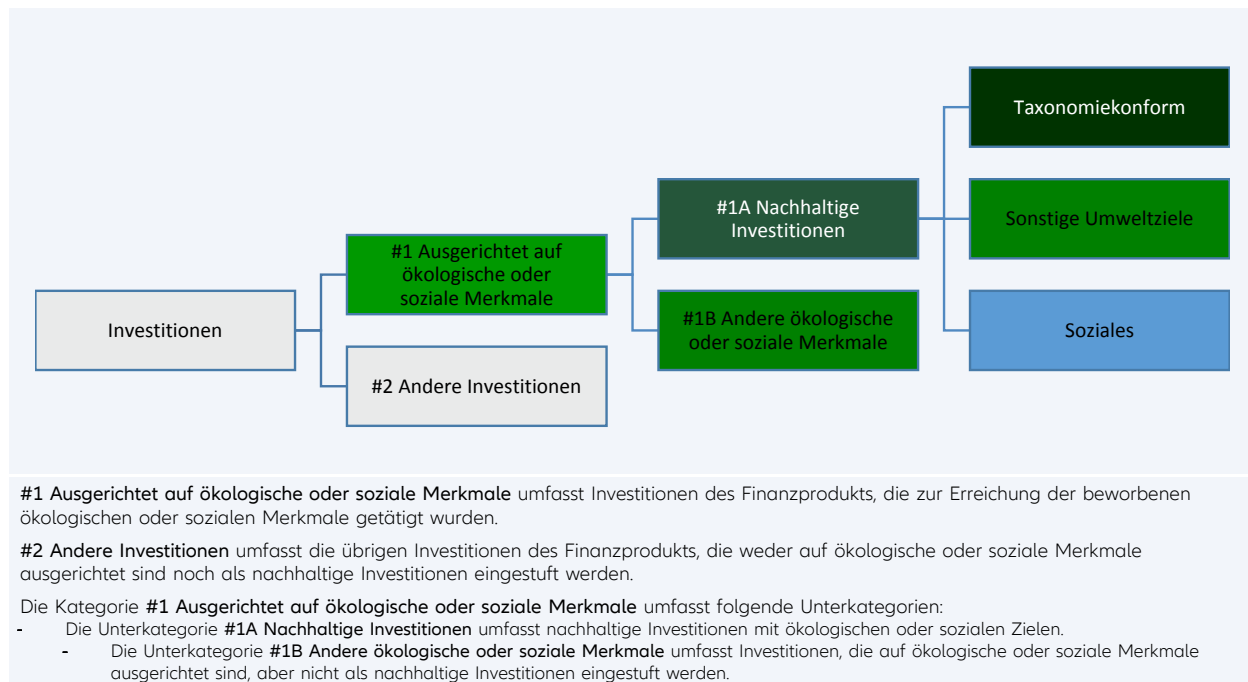 Taxonomiekonform
#1A Nachhaltige
Investitionen
Sonstige Umweltziele
#1 Ausgerichtet auf
ökologische oder
soziale Merkmale
Investitionen
#1B Andere ökologische
oder soziale Merkmale
Soziales
#2 Andere Investitionen
#1 Ausgerichtet auf ökologische oder soziale Merkmale umfasst Investitionen des Finanzprodukts, die zur Erreichung der beworbenen
ökologischen oder sozialen Merkmale getätigt wurden.
#2 Andere Investitionen umfasst die übrigen Investitionen des Finanzprodukts, die weder auf ökologische oder soziale Merkmale
ausgerichtet sind noch als nachhaltige Investitionen eingestuft werden.
Die Kategorie #1 Ausgerichtet auf ökologische oder soziale Merkmale umfasst folgende Unterkategorien:
- Die Unterkategorie #1A Nachhaltige Investitionen umfasst nachhaltige Investitionen mit ökologischen oder sozialen Zielen.
- Die Unterkategorie #1B Andere ökologische oder soziale Merkmale umfasst Investitionen, die auf ökologische oder soziale Merkmale
ausgerichtet sind, aber nicht als nachhaltige Investitionen eingestuft werden.